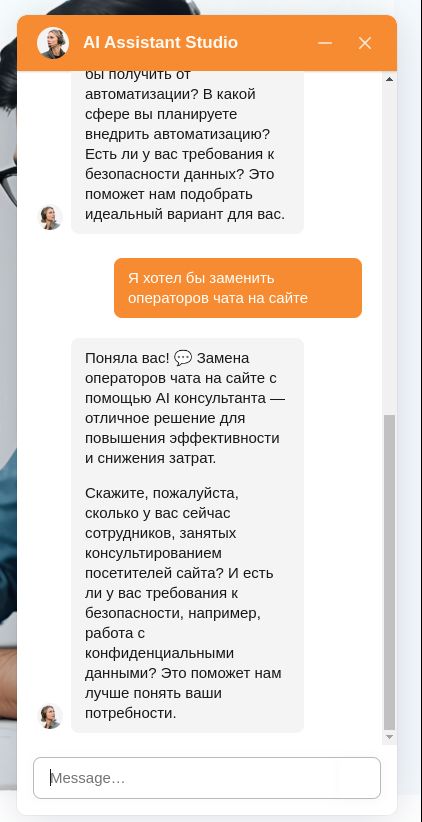 AI Assistant Studio
бы получить от
автоматизации? В какой
сфере вы планируете
внедрить автоматизацию?
Есть ли у вас требования к
безопасности данных? Это
поможет нам подобрать
идеальный вариант для вас.
Я хотел бы заменить
операторов чата на сайте
Поняла вас! 💬 Замена
операторов чата на сайте с
помощью AI консультанта —
отличное решение для
повышения эффективности
и снижения затрат.
Скажите, пожалуйста,
сколько у вас сейчас
сотрудников, занятых
консультированием
посетителей сайта? И есть
ли у вас требования к
безопасности, например,
работа с
конфиденциальными
данными? Это поможет нам
лучше понять ваши
потребности.
Message…